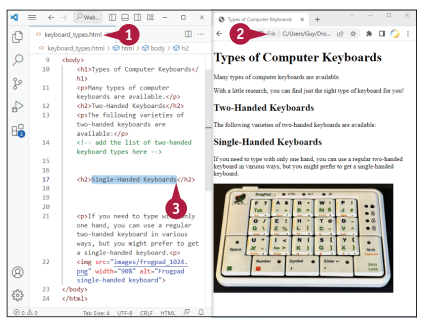 Web...
keyboard_types.html
1
keyboard_types.html > html > body > h2
9 <body>
10 <h1>Types of Computer Keyboards</
h1>
11 <p>Many types of computer
keyboards are available.
12 <h2>Two-Handed Keyboards</h2>
13 <p>The following varieties of
two-handed keyboards are
available:</p>
14 <!-- add the list of two-handed
keyboard types here -->
15
16
17 <h2>Single-Handed Keyboards</h2>
18
3
19
20
21 <p>If you need to type with only
one hand, you can use a regular
two-handed keyboard in various
ways, but you might prefer to get
a single-handed keyboard.<p>
22 <img src="images/frogpad_1024.
png" width="90%" alt="Frogpad
single-handed keyboard">
23 </body>
24 </html>
0 0 Tab Size: 4 UTF-8 CRLF HTML
Types of Computer Keyboards
2 File C:/Users/Guy/Dro...
Types of Computer Keyboards
Many types of computer keyboards are available.
With a little research, you can find just the right type of keyboard for you!
Two-Handed Keyboards
The following varieties of two-handed keyboards are available:
Single-Handed Keyboards
If you need to type with only one hand, you can use a regular two-handed
keyboard in various ways, but you might prefer to get a single-handed
keyboard.
FrogPad
Space Number Symbol Enter Shift